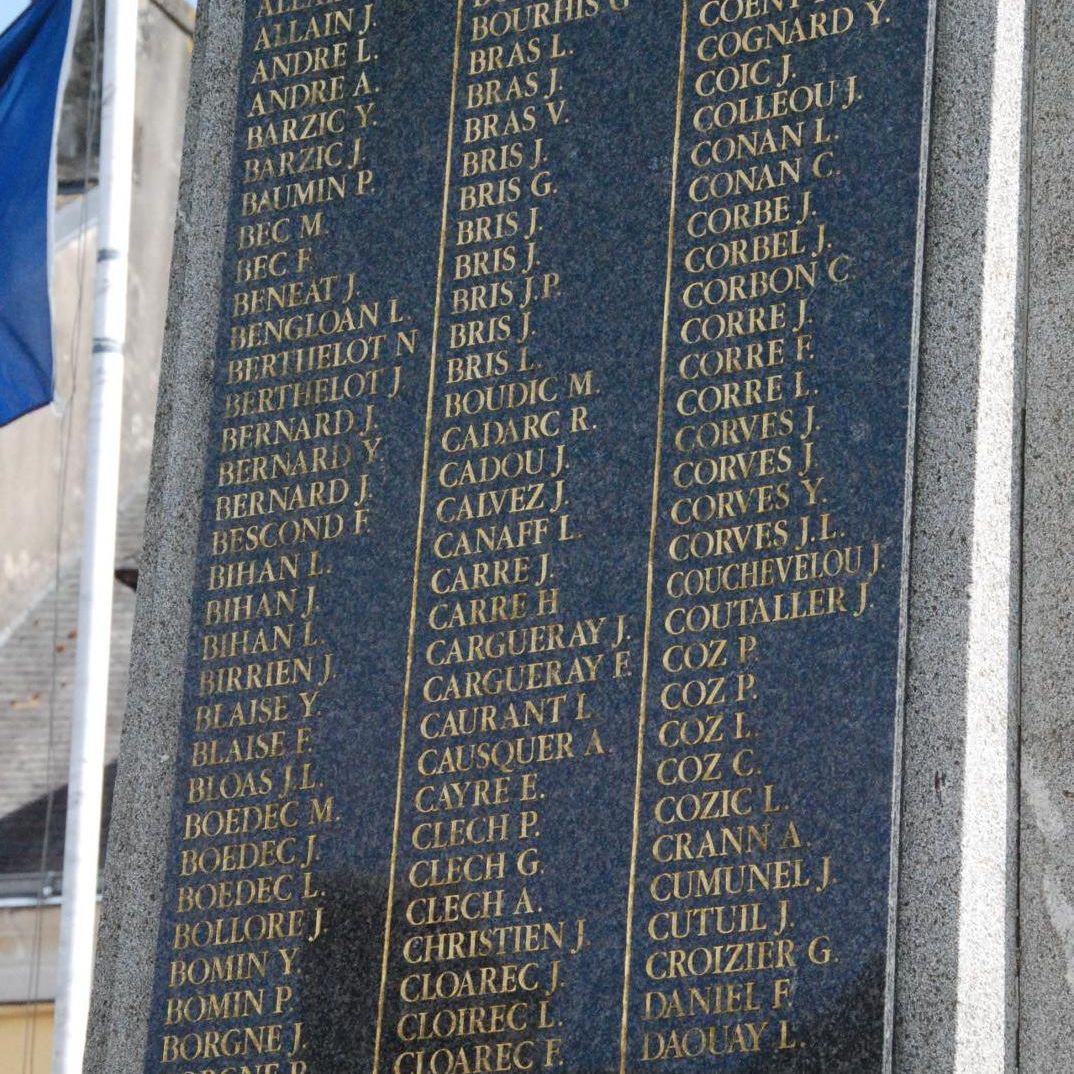 ALLAIN J.
ANDRE L.
ANDRE A.
BARZIC Y.
BARZIC J.
BAUMIN P.
BEC M.
BEC F.
BENEAT J.
BENGLOAN L.
BERTHELOT N
BERTHELOT J
BERNARD J.
BERNARD Y
BERNARD J.
BESCOND F.
BIHAN L.
BIHAN J.
BIHAN L.
BIRRIEN J.
BLAISE Y.
BLAISE F.
BLOAS J.L.
BOEDEC M.
BOEDEC J.
BOEDEC L.
BOLLORE J.
BOMIN Y.
BOMIN P.
BORGNE J.
BOURHIS
BRAS L.
BRAS J.
BRAS V.
BRIS J.
BRIS G.
BRIS J.
BRIS J.
BRIS J.P.
BRIS J.
BRIS L.
BOUDIC M.
CADARC R.
CADOU J.
CALVEZ J.
CANAFF L.
CARRE J.
CARRE H
CARGUERAY J.
CARGUERAY F.
CAURANT L
CAUSQUER A.
CAYRE E.
CLECH P.
CLECH G.
CLECH A.
CHRISTIEN J.
CLOAREC J.
CLOIREC L.
CLOAREC F.
COGNARD Y.
COIC J.
COLLEOU J.
CONAN L.
CONAN C.
CORBE J.
CORBEL J.
CORBON C.
CORRE J.
CORRE F.
CORRE L.
CORVES J.
CORVES J.
CORVES Y.
CORVES J.L.
COUCHEVELOU J.
COUTALLER J.
COZ P.
COZ P.
COZ L.
COZ C.
COZIC L.
CRANN A.
CUMUNEL J.
CUTUIL J.
CROIZIER G.
DANIEL F.
DAOUAY L.